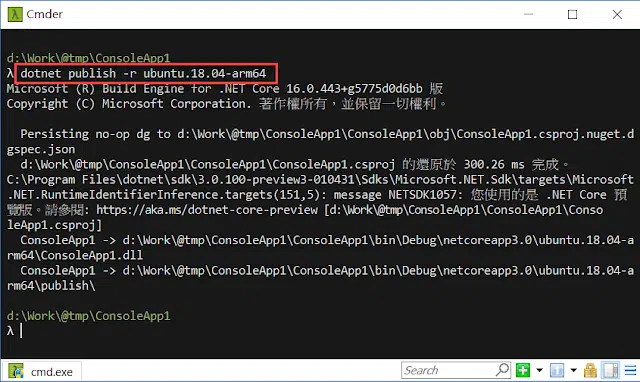 Cmder
d:\Work\@tmp\ConsoleApp1
λ dotnet publish -r ubuntu.18.04-arm64
Microsoft (R) Build Engine for .NET Core 16.0.443+g5775d0d6bb 版
Copyright (C) Microsoft Corporation. 著作權所有，並保留一切權利。
Persisting no-op dg to d:\Work\@tmp\ConsoleApp1\ConsoleApp1\obj\ConsoleApp1.csproj.nuget.d
gspec.json
d:\Work\@tmp\ConsoleApp1\ConsoleApp1\ConsoleApp1.csproj 的還原於 300.26 ms 完成。
C:\Program Files\dotnet\sdk\3.0.100-preview3-010431\Sdks\Microsoft.NET.Sdk\targets\Microsoft
.NET.RuntimeIdentifierInference.targets(151,5): message NETSDK1057: 您使用的是 .NET Core 預
覽版。請參閱: https://aka.ms/dotnet-core-preview [d:\Work\@tmp\ConsoleApp1\ConsoleApp1\Conso
leApp1.csproj]
ConsoleApp1 -> d:\Work\@tmp\ConsoleApp1\ConsoleApp1\bin\Debug\netcoreapp3.0\ubuntu.18.04-a
rm64\ConsoleApp1.dll
ConsoleApp1 -> d:\Work\@tmp\ConsoleApp1\ConsoleApp1\bin\Debug\netcoreapp3.0\ubuntu.18.04-a
rm64\publish\
d:\Work\@tmp\ConsoleApp1
λ
cmd.exe
Search